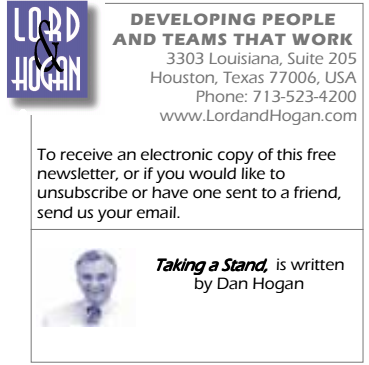 LORD
&
HOGAN
DEVELOPING PEOPLE
AND TEAMS THAT WORK
3303 Louisiana, Suite 205
Houston, Texas 77006, USA
Phone: 713-523-4200
www.LordandHogan.com
To receive an electronic copy of this free
newsletter, or if you would like to
unsubscribe or have one sent to a friend,
send us your email.
Taking a Stand, is written
by Dan Hogan